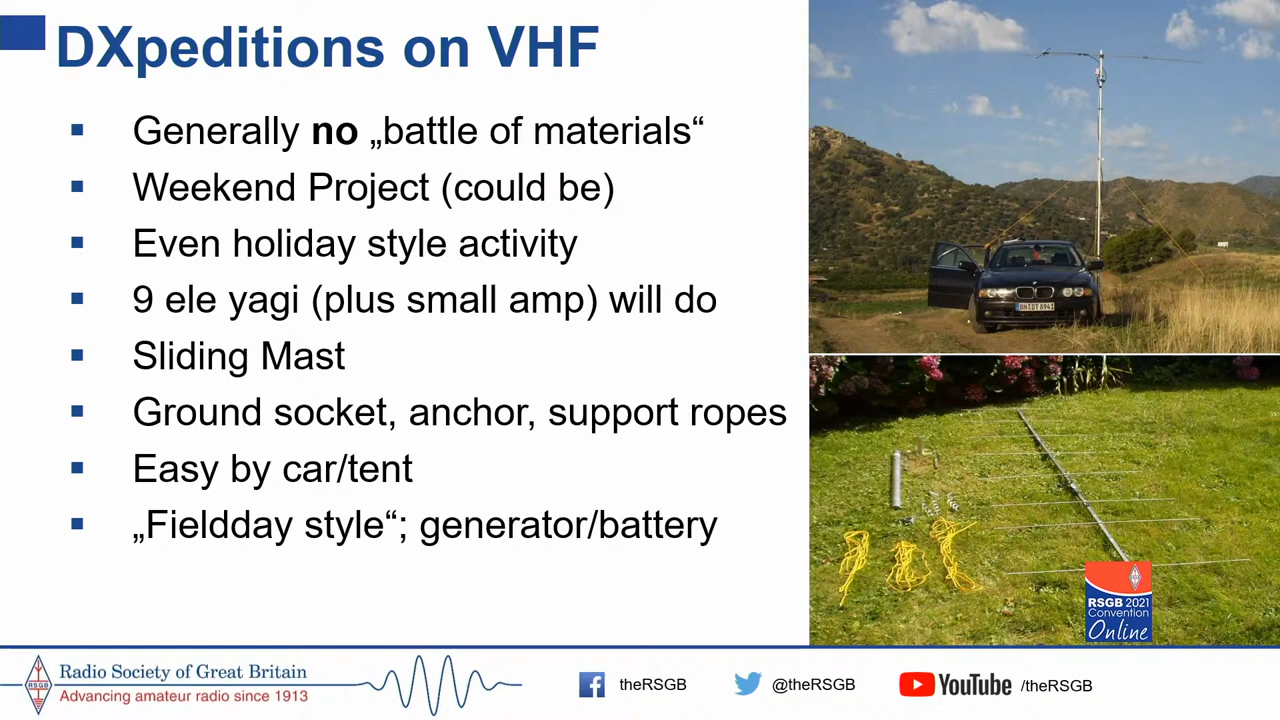 DXpeditions on VHF
Generally no „battle of materials“
Weekend Project (could be)
Even holiday style activity
9 ele yagi (plus small amp) will do
Sliding Mast
Ground socket, anchor, support ropes
Easy by car/tent
„Fieldday style“; generator/battery
RSGB 2021
Convention
Online
RSGB
Radio Society of Great Britain
Advancing amateur radio since 1913
theRSGB
@theRSGB
YouTube /theRSGB